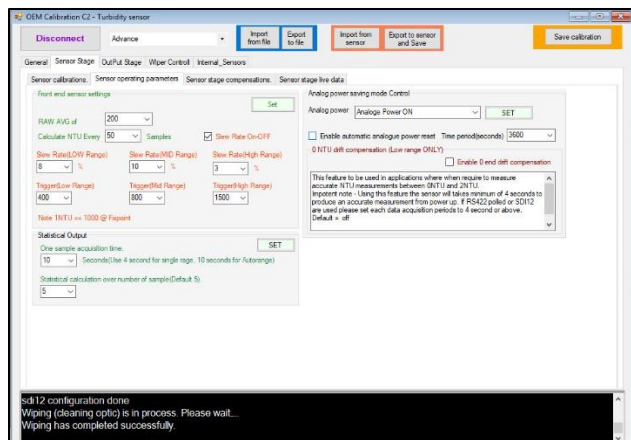 OEM Calibration C2 - Turbidity sensor
Disconnect
Advance
Import from file
Export to file
Import from sensor
Export to sensor and Save
Save calibration
General Sensor Stage OutPut Stage Wiper Control Internal_Sensors
Sensor calibrations. Sensor operating parameters Sensor stage compensations. Sensor stage live data
Front end sensor settings
Set
RAW AVG of 200
Calculate NTU Every 50 Samples
Slew Rate On-OFF
Slew Rate(LOW Range) Slew Rate(MID Range) Slew Rate(High Range)
8 % 10 % 3 %
Trigger(Low Range) Trigger(Mid Range) Trigger(High Range)
400 800 1500
Note 1NTU == 1000 @ Fixpoint
Statistical Output
One sample acquistion time.
SET
10 Seconds(Use 4 second for single rage. 10 seconds for Autorange)
Statistical calculation over number of sample(Default 5)
5
Analog power saving mode Control
Analog power Analoge Power ON SET
Enable automatic analogue power reset Time period(seconds) 3600
0 NTU drift compensation (Low range ONLY)
Enable 0 end drift compensation
This feature to be used in applications where when require to measure
accurate NTU measurements between 0NTU and 2NTU.
Impotent note - Using this feature the sensor will takes minimum of 4 seconds to
produce an accurate measurement from power up. If RS422 polled or SDI12
are used please set each data acquisition periods to 4 second or above.
Default = off
sdi12 configuration done
Wiping (cleaning optic) is in process. Please wait...
Wiping has completed successfully.